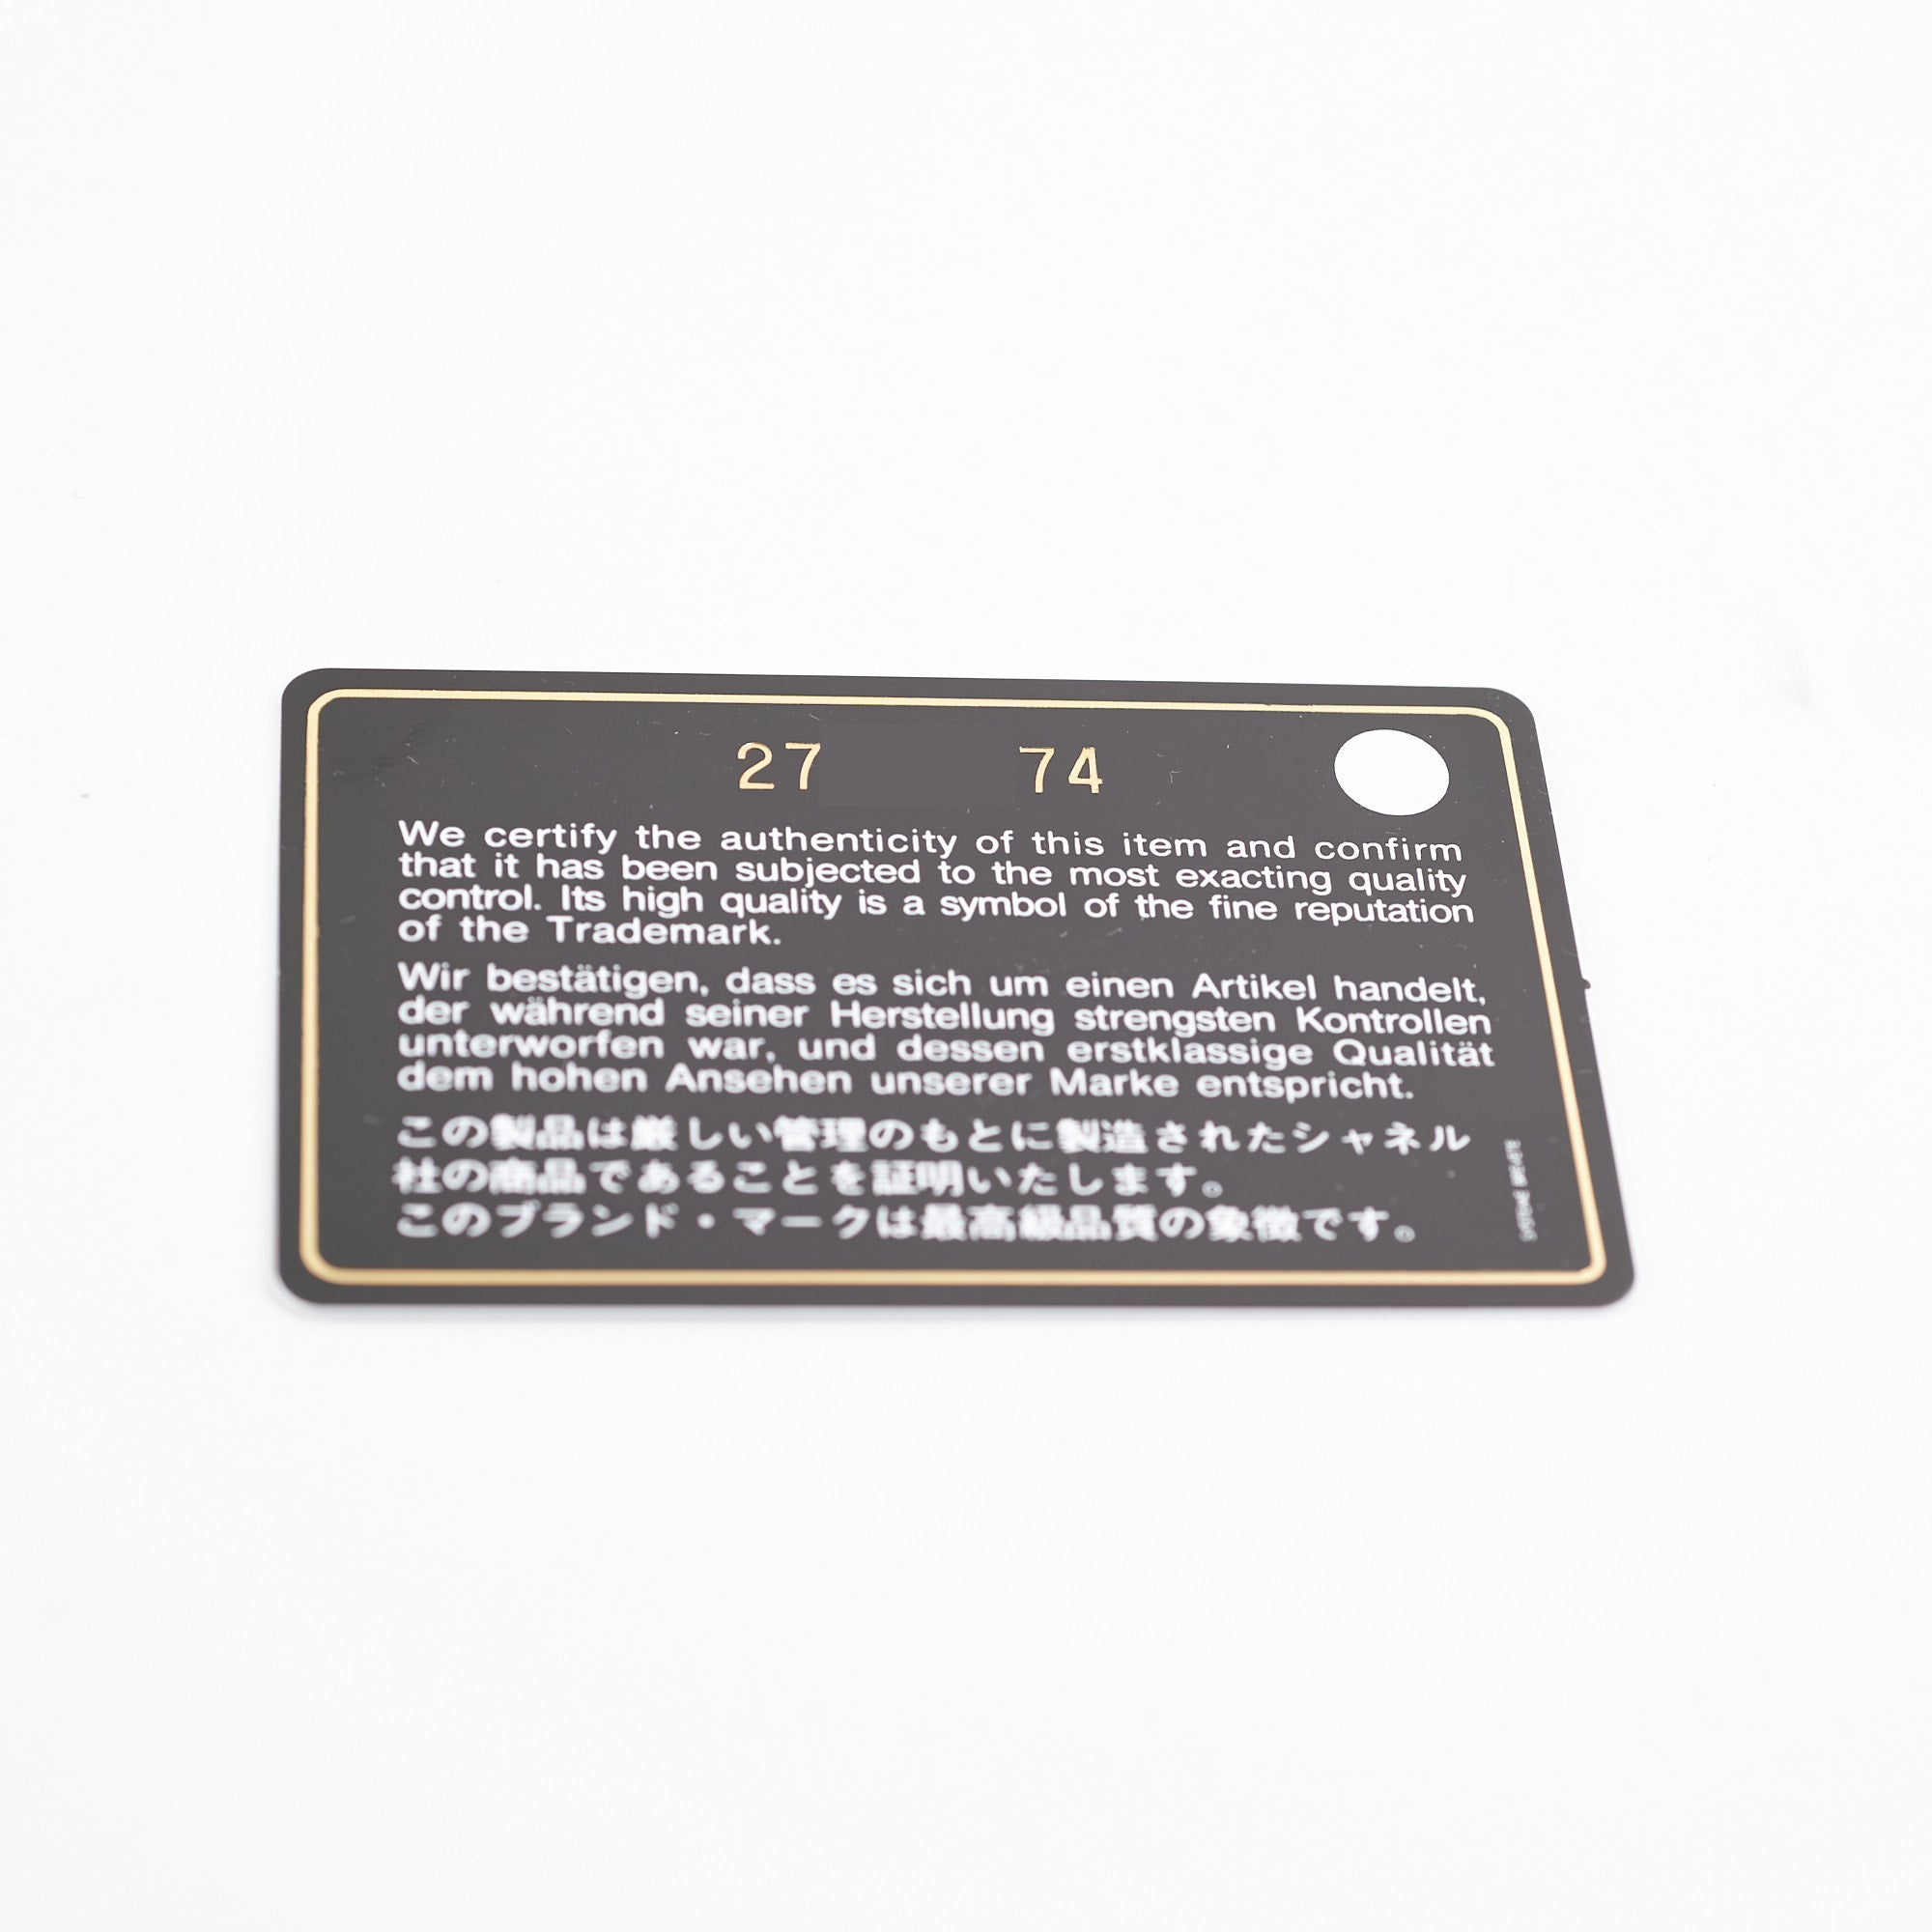 27 74
We certify the authenticity of this item and confirm
that it has been subjected to the most exacting quality
control. Its high quality is a symbol of the fine reputation
of the Trademark.
Wir bestätigen, dass es sich um einen Artikel handelt,
der während seiner Herstellung strengsten Kontrollen
unterworfen war, und dessen erstklassige Qualität
dem hohen Ansehen unserer Marke entspricht.
この製品は厳しい管理のもとに製造されたシャネル
社の商品であることを証明いたします。
このブランド・マークは最高級品質の象徴です。